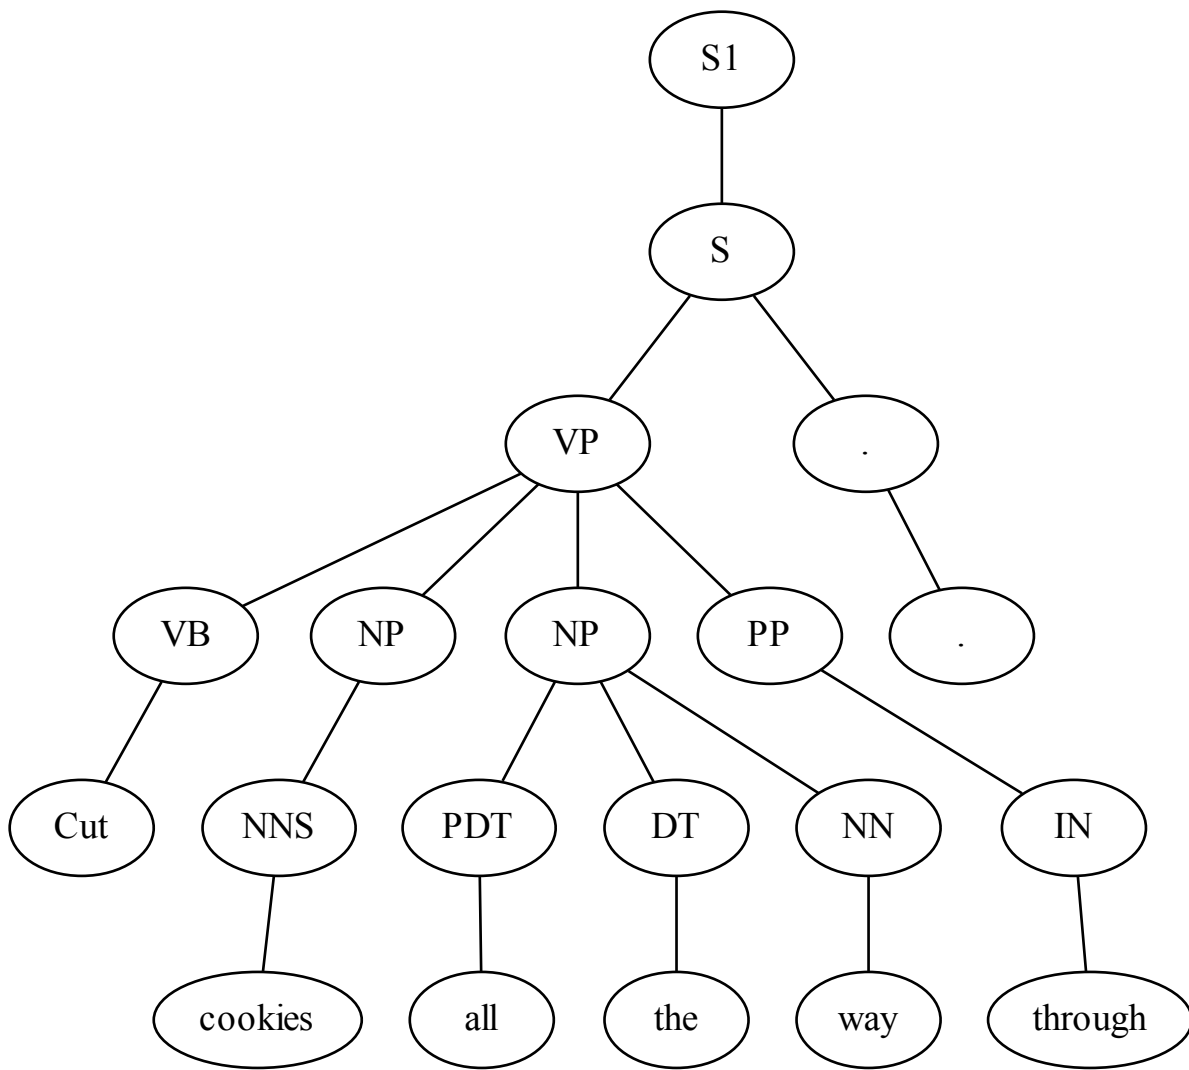 S1
S
VP .
VB NP NP PP .
Cut NNS PDT DT NN IN
cookies all the way through